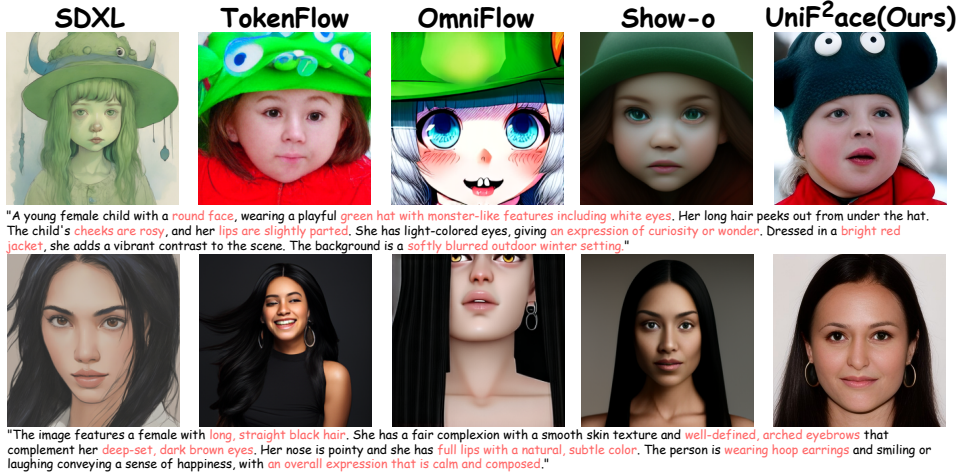 SDXL TokenFlow OmniFlow Show-o UniF²ace(Ours)
"A young female child with a round face, wearing a playful green hat with monster-like features including white eyes. Her long hair peeks out from under the hat.
The child's cheeks are rosy, and her lips are slightly parted. She has light-colored eyes, giving an expression of curiosity or wonder. Dressed in a bright red
jacket, she adds a vibrant contrast to the scene. The background is a softly blurred outdoor winter setting."
"The image features a female with long, straight black hair. She has a fair complexion with a smooth skin texture and well-defined, arched eyebrows that
complement her deep-set, dark brown eyes. Her nose is pointy and she has full lips with a natural, subtle color. The person is wearing hoop earrings and smiling or
laughing conveying a sense of happiness, with an overall expression that is calm and composed."